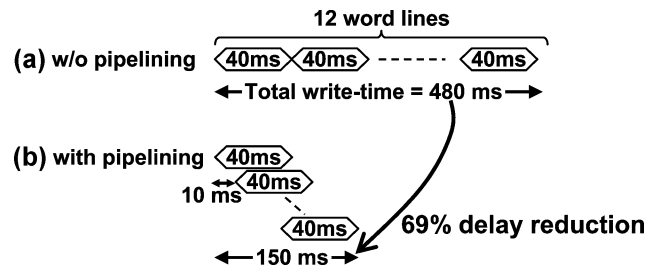 12 word lines
(a) w/o pipelining 40ms 40ms 40ms
Total write-time = 480 ms
(b) with pipelining 40ms
10 ms 40ms
40ms 69% delay reduction
150 ms